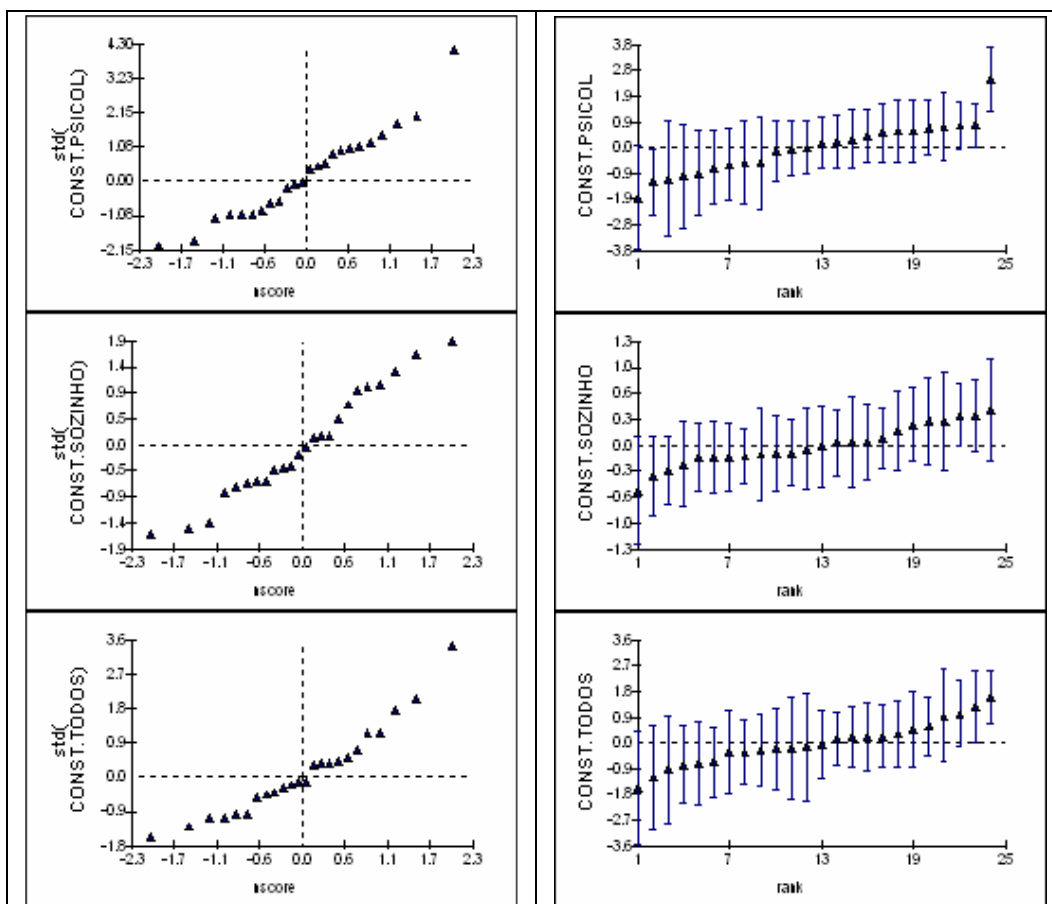 std(
CONST.PSICOL)
4.30
3.23
2.15
1.08
0.00
-1.08
-2.15
-2.3 -1.7 -1.1 -0.6 0.0 0.6 1.1 1.7 2.3
nscore
CONST.PSICOL
3.8
2.8
1.9
0.9
0.0
-0.9
-1.9
-2.8
-3.8
1 7 13 19 25
rank
std(
CONST.SOZINHO)
1.9
1.4
0.9
0.5
0.0
-0.5
-0.9
-1.4
-1.9
-2.3 -1.7 -1.1 -0.6 0.0 0.6 1.1 1.7 2.3
nscore
CONST.SOZINHO
1.3
1.0
0.6
0.3
0.0
-0.3
-0.6
-1.0
-1.3
1 7 13 19 25
rank
std(
CONST.TODOS)
3.6
2.7
1.8
0.9
0.0
-0.9
-1.8
-2.3 -1.7 -1.1 -0.6 0.0 0.6 1.1 1.7 2.3
nscore
CONST.TODOS
3.6
2.7
1.8
0.9
0.0
-0.9
-1.8
-2.7
-3.6
1 7 13 19 25
rank